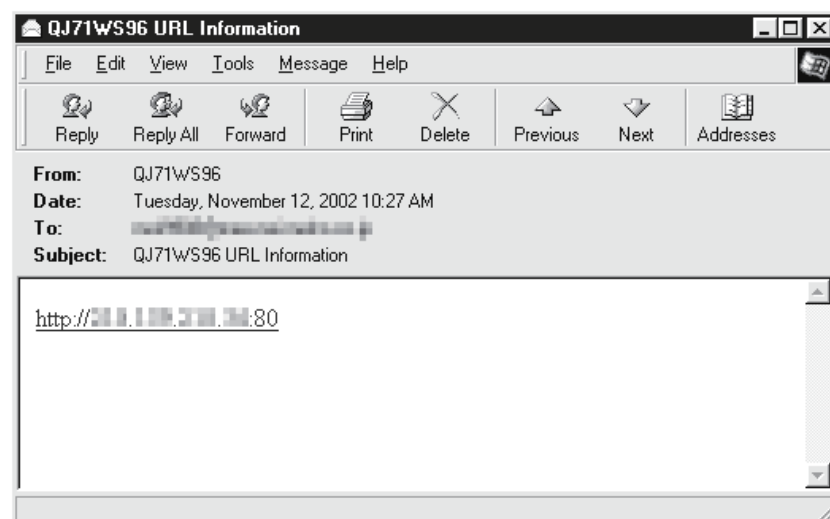 QJ71WS96 URL Information
File Edit View Tools Message Help
Reply Reply All Forward Print Delete Previous Next Addresses
From: QJ71WS96
Date: Tuesday, November 12, 2002 10:27 AM
To:
Subject: QJ71WS96 URL Information
http:// :80